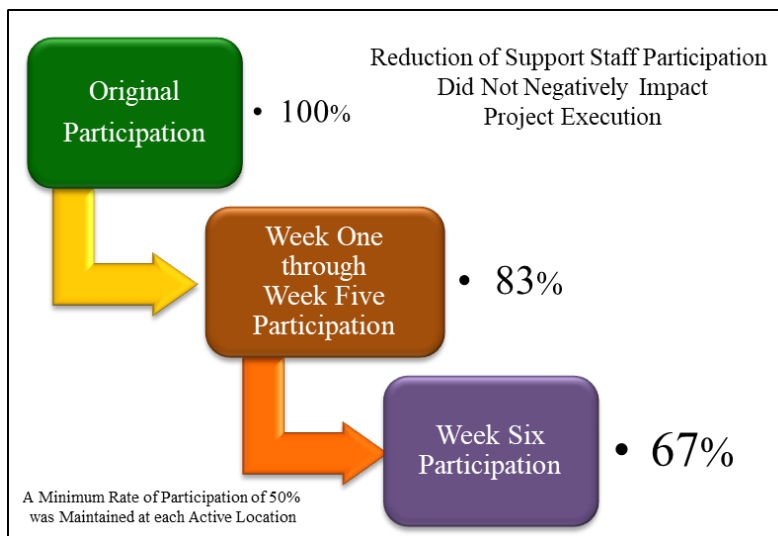 Reduction of Support Staff Participation
Did Not Negatively Impact
Project Execution
Original
Participation
• 100%
Week One
through
Week Five
Participation
• 83%
Week Six
Participation
• 67%
A Minimum Rate of Participation of 50%
was Maintained at each Active Location